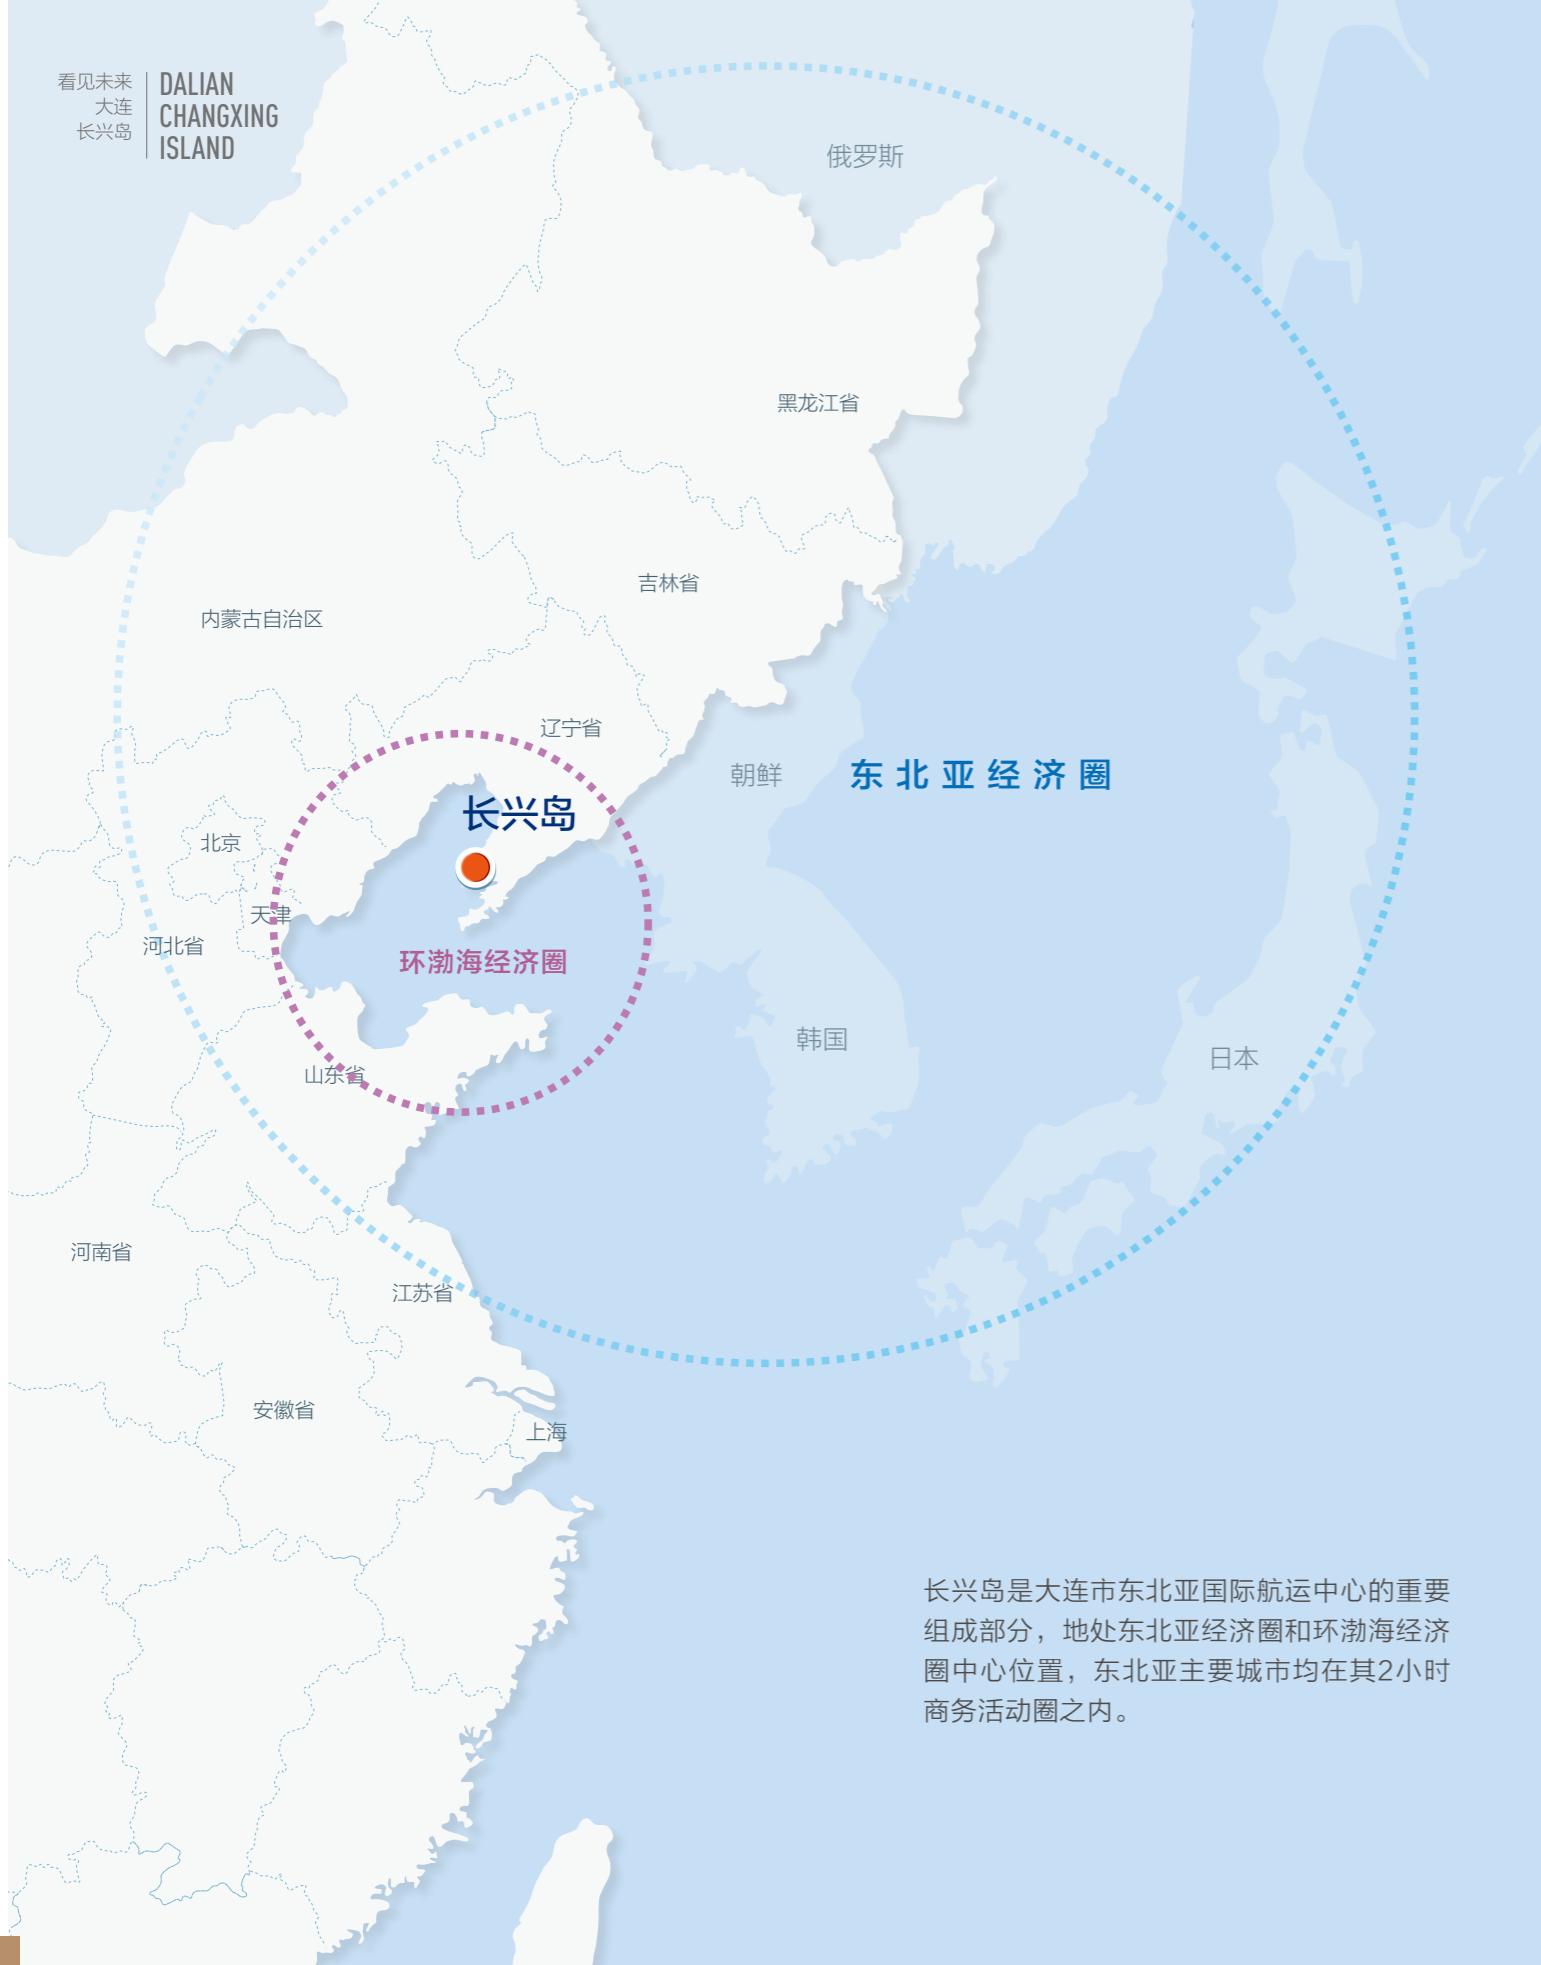 看见未来
大连
长兴岛
DALIAN
CHANGXING
ISLAND
俄罗斯
黑龙江省
吉林省
内蒙古自治区
辽宁省
朝鲜
东北亚经济圈
长兴岛
北京
天津
河北省
环渤海经济圈
韩国
日本
山东省
河南省
江苏省
安徽省
上海
长兴岛是大连市东北亚国际航运中心的重要
组成部分，地处东北亚经济圈和环渤海经济
圈中心位置，东北亚主要城市均在其2小时
商务活动圈之内。